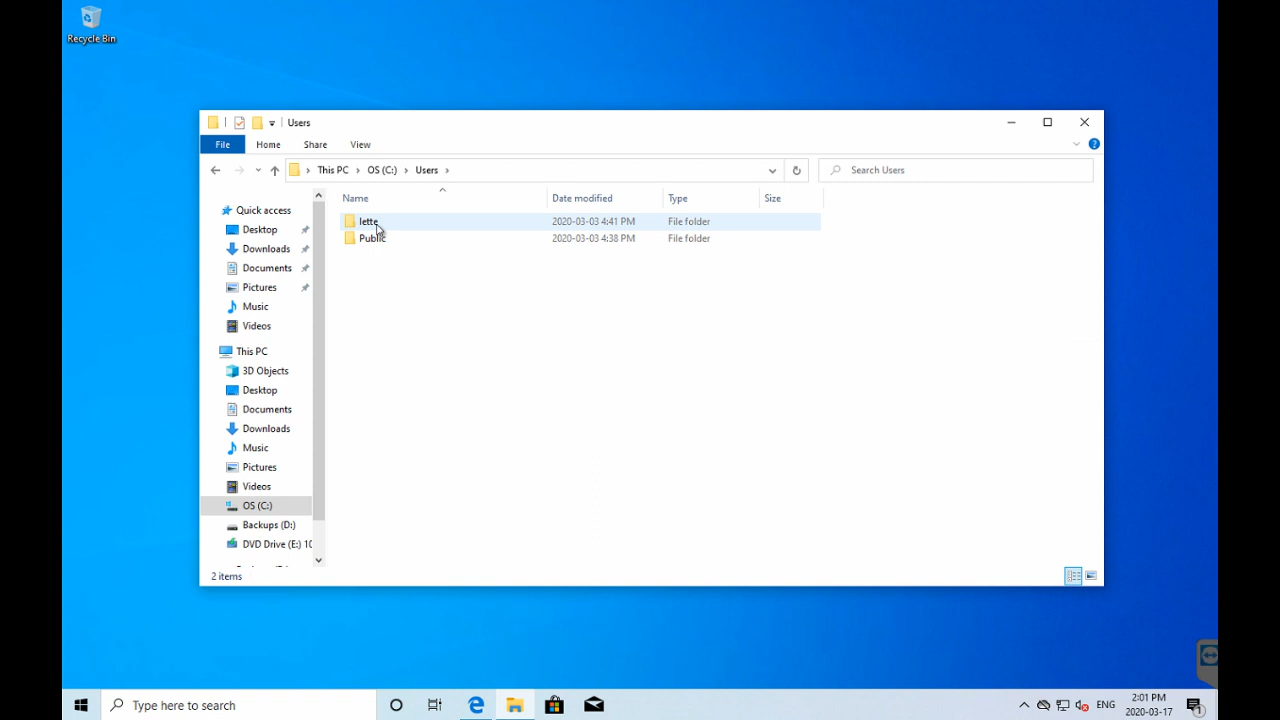 Recycle Bin
Users
File Home Share View
This PC OS (C:) Users
Search Users
Name Date modified Type Size
lette 2020-03-03 4:41 PM File folder
Public 2020-03-03 4:38 PM File folder
Quick access
Desktop
Downloads
Documents
Pictures
Music
Videos
This PC
3D Objects
Desktop
Documents
Downloads
Music
Pictures
Videos
OS (C:)
Backups (D:)
DVD Drive (E:) 10
2 items
Type here to search
ENG
2:01 PM
2020-03-17
1